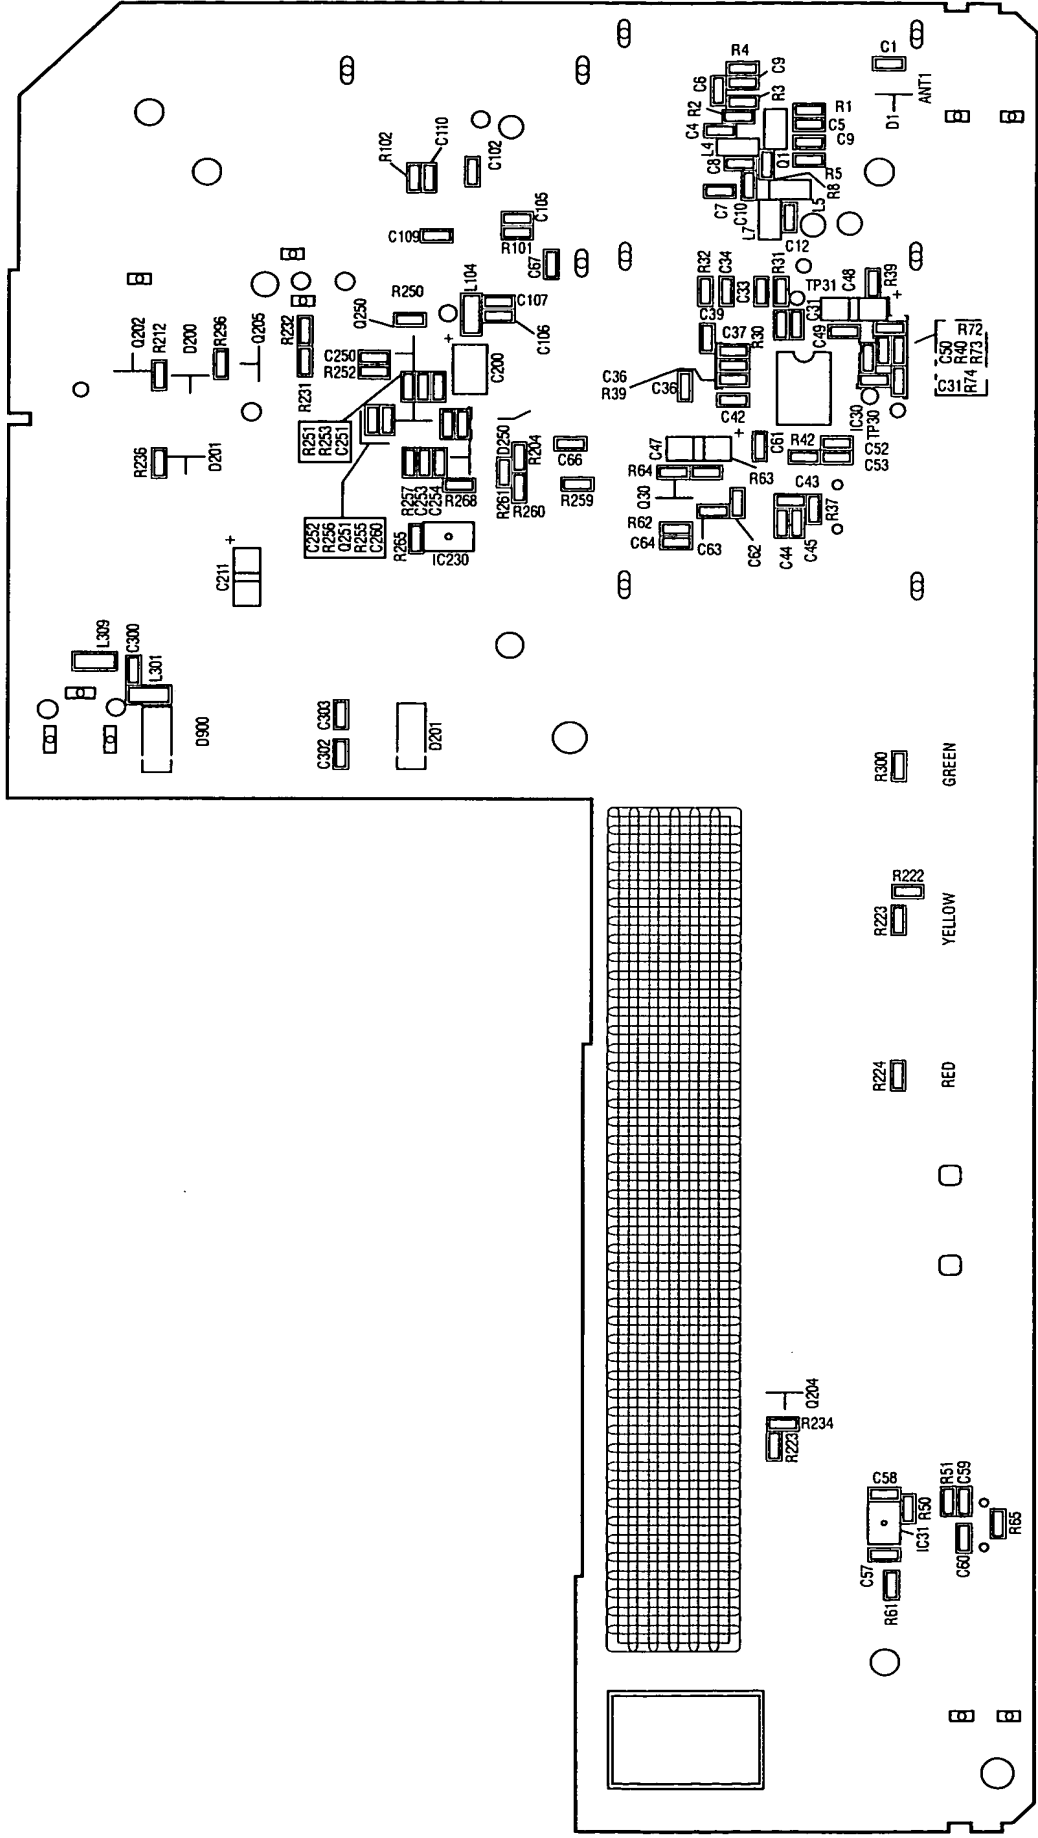 R4
C9
C6
R3
R2
C4
L4
C8
C7
C10
L7
C12
L5
R8
R5
Q1
R1
C5
C9
C1
D1
ANT1
R102
C110
C102
C109
C105
R101
C67
L104
C107
C106
R250
Q250
C250
R252
C200
+
Q202
R212
D200
R296
Q205
R232
R231
R236
D201
R251
R253
C251
C252
R256
Q251
R255
C260
R257
C253
C254
R268
R265
IC230
D250
R204
R261
R260
C66
R259
C211
+
R32
C34
C33
R31
C39
C37
R30
C36
R39
C36
C42
TP31
C48
C31
R39
+
C49
R72
C50
R40
R73
C31
R74
IC30
TP30
C47
+
C61
R42
C52
C53
R64
R63
Q30
R62
C64
C63
C62
C43
R37
C44
C45
L309
C300
L301
D900
C303
C302
D201
R300
GREEN
R222
R223
YELLOW
R224
RED
Q204
R234
R223
C58
R50
IC31
C57
R61
R51
C59
C60
R65